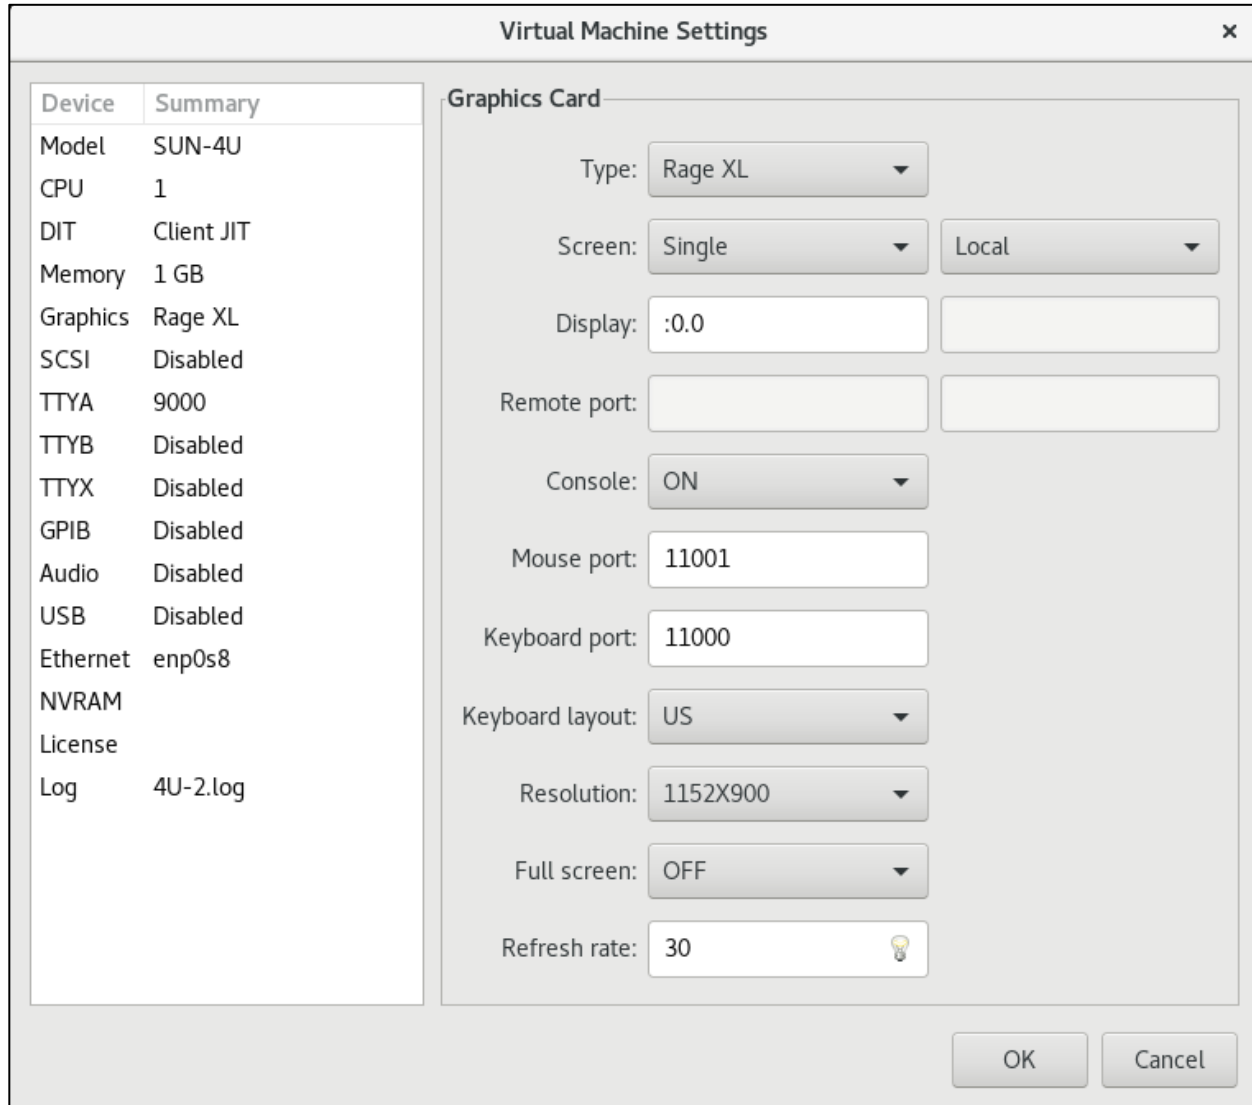 Virtual Machine Settings ×
Device Summary
Model SUN-4U
CPU 1
DIT Client JIT
Memory 1 GB
Graphics Rage XL
SCSI Disabled
TTYA 9000
TTYB Disabled
TTYX Disabled
GPIB Disabled
Audio Disabled
USB Disabled
Ethernet enp0s8
NVRAM
License
Log 4U-2.log
Graphics Card
Type: Rage XL
Screen: Single Local
Display: :0.0
Remote port:
Console: ON
Mouse port: 11001
Keyboard port: 11000
Keyboard layout: US
Resolution: 1152X900
Full screen: OFF
Refresh rate: 30
OK Cancel